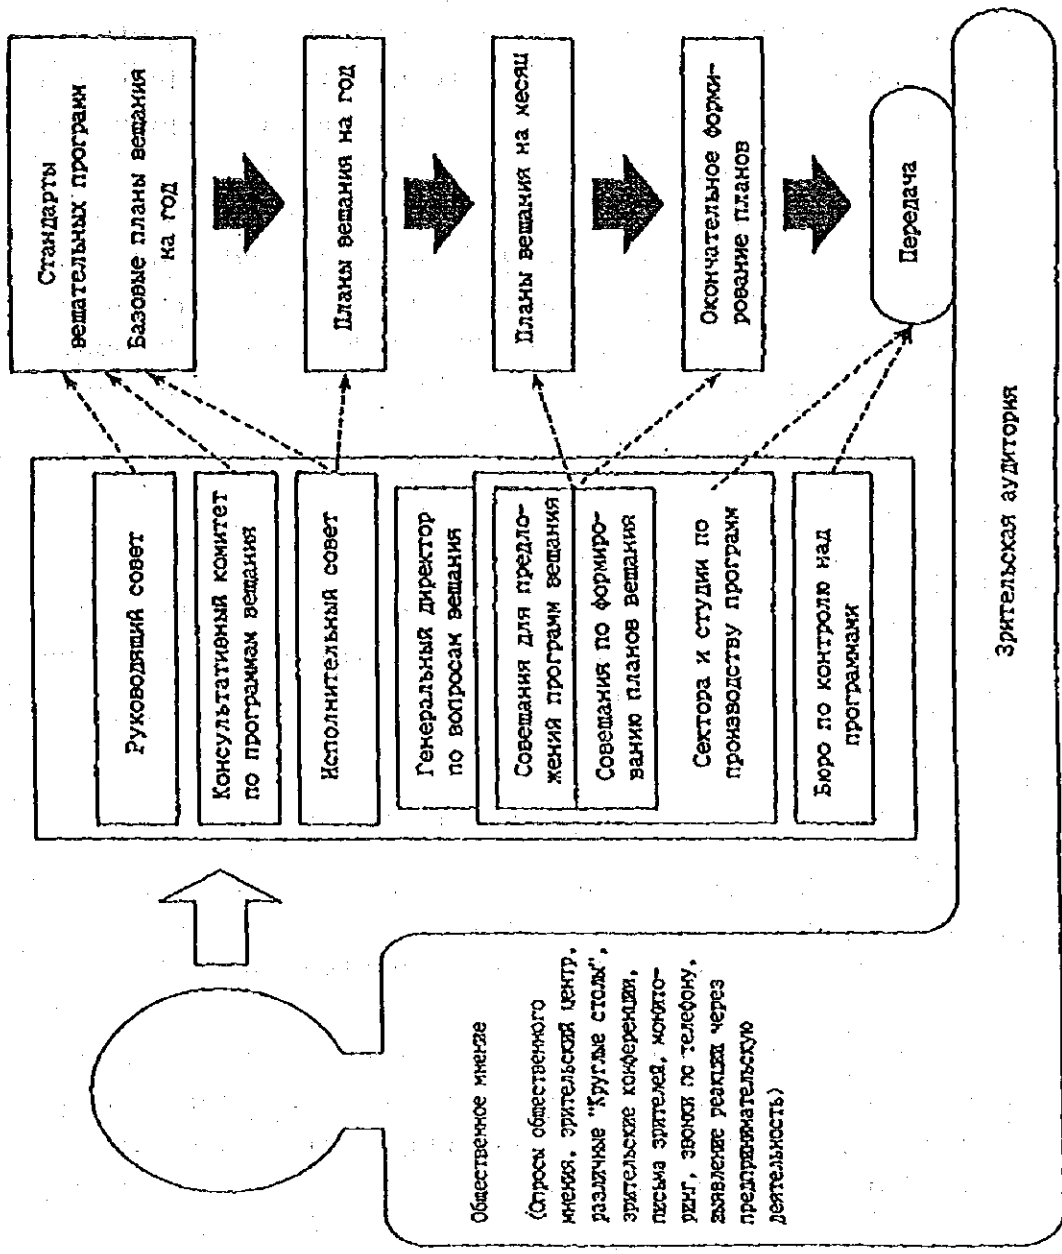 Стандарты
вещательных программ
Базовые планы вещания
на год
Планы вещания на год
Планы вещания на месяц
Окончательное форми-
рование планов
Передача
Руководящий совет
Консультативный комитет
по программам вещания
Исполнительный совет
Генеральный директор
по вопросам вещания
Совещания для предло-
жений программ вещания
Совещания по формиро-
ванию планов вещания
Сектора и студии по
производству программ
Бюро по контролю над
программами
Общественное мнение
(Опросы общественного
мнения, зрительский центр,
различные "Круглые столы",
зрительские конференции,
письма зрителей, монито-
ринг, звонки по телефону,
выявление реакции через
предпринимательскую
деятельность)
Зрительская аудитория